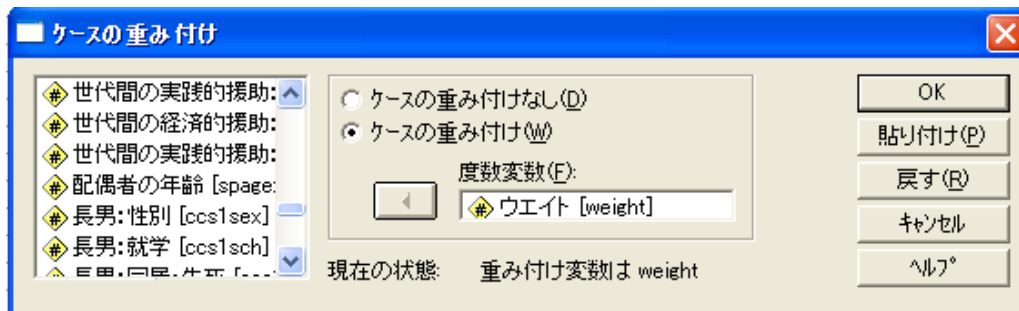 ケースの重み付け
世代間の実践的援助:
世代間の経済的援助:
世代間の実践的援助:
配偶者の年齢 [spage:
長男:性別 [ccs1sex]
長男:就学 [ccs1sch]
ケースの重み付けなし(D)
ケースの重み付け(W)
度数変数(F):
ウエイト [weight]
現在の状態: 重み付け変数は weight
OK
貼り付け(P)
戻す(R)
キャンセル
ヘルプ